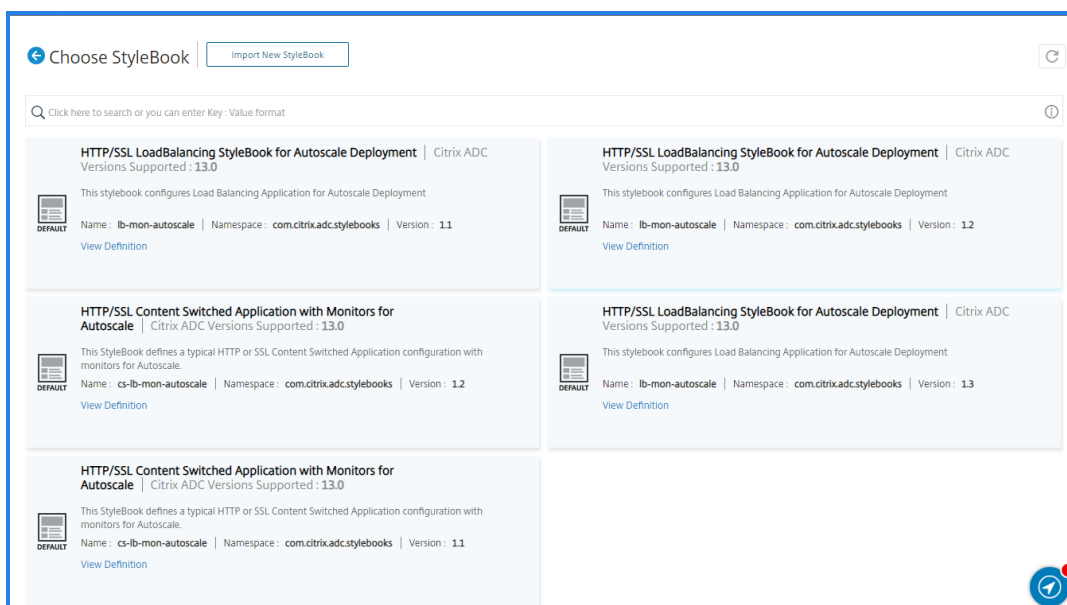 Choose StyleBook
Import New StyleBook
Click here to search or you can enter Key : Value format
HTTP/SSL LoadBalancing StyleBook for Autoscale Deployment | Citrix ADC
Versions Supported : 13.0
This stylebook configures Load Balancing Application for Autoscale Deployment
DEFAULT
Name : lb-mon-autoscale | Namespace : com.citrix.adc.stylebooks | Version : 1.1
View Definition
HTTP/SSL LoadBalancing StyleBook for Autoscale Deployment | Citrix ADC
Versions Supported : 13.0
This stylebook configures Load Balancing Application for Autoscale Deployment
DEFAULT
Name : lb-mon-autoscale | Namespace : com.citrix.adc.stylebooks | Version : 1.2
View Definition
HTTP/SSL Content Switched Application with Monitors for
Autoscale | Citrix ADC Versions Supported : 13.0
This StyleBook defines a typical HTTP or SSL Content Switched Application configuration with
monitors for Autoscale.
DEFAULT
Name : cs-lb-mon-autoscale | Namespace : com.citrix.adc.stylebooks | Version : 1.2
View Definition
HTTP/SSL LoadBalancing StyleBook for Autoscale Deployment | Citrix ADC
Versions Supported : 13.0
This stylebook configures Load Balancing Application for Autoscale Deployment
DEFAULT
Name : lb-mon-autoscale | Namespace : com.citrix.adc.stylebooks | Version : 1.3
View Definition
HTTP/SSL Content Switched Application with Monitors for
Autoscale | Citrix ADC Versions Supported : 13.0
This StyleBook defines a typical HTTP or SSL Content Switched Application configuration with
monitors for Autoscale.
DEFAULT
Name : cs-lb-mon-autoscale | Namespace : com.citrix.adc.stylebooks | Version : 1.1
View Definition